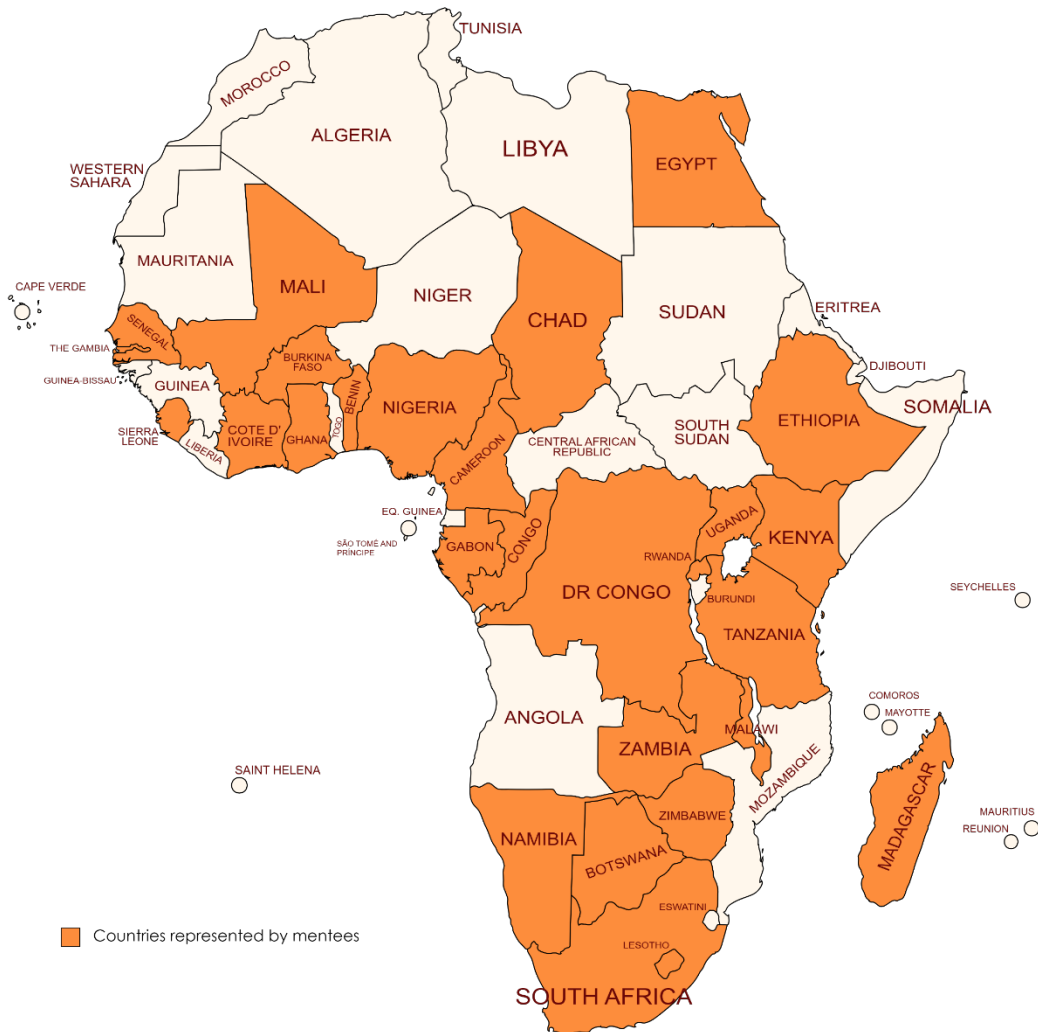 TUNISIA
MOROCCO
ALGERIA
LIBYA
EGYPT
WESTERN
SAHARA
MAURITANIA
MALI
NIGER
CHAD
SUDAN
ERITREA
CAPE VERDE
SENEGAL
THE GAMBIA
GUINEA-BISSAU
GUINEA
BURKINA
FASO
BENIN
NIGERIA
DJIBOUTI
SOMALIA
ETHIOPIA
SOUTH
SUDAN
SIERRA
LEONE
LIBERIA
COTE D'
IVOIRE
GHANA
TOGO
CAMEROON
CENTRAL AFRICAN
REPUBLIC
EQ. GUINEA
SÃO TOMÉ AND
PRÍNCIPE
GABON
CONGO
UGANDA
KENYA
RWANDA
DR CONGO
BURUNDI
TANZANIA
SEYCHELLES
COMOROS
MAYOTTE
ANGOLA
ZAMBIA
MALAWI
MOZAMBIQUE
SAINT HELENA
MADAGASCAR
MAURITIUS
REUNION
NAMIBIA
ZIMBABWE
BOTSWANA
ESWATINI
LESOTHO
SOUTH AFRICA
Countries represented by mentees